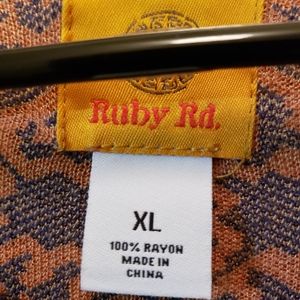 Ruby Rd.
XL
100% RAYON
MADE IN
CHINA